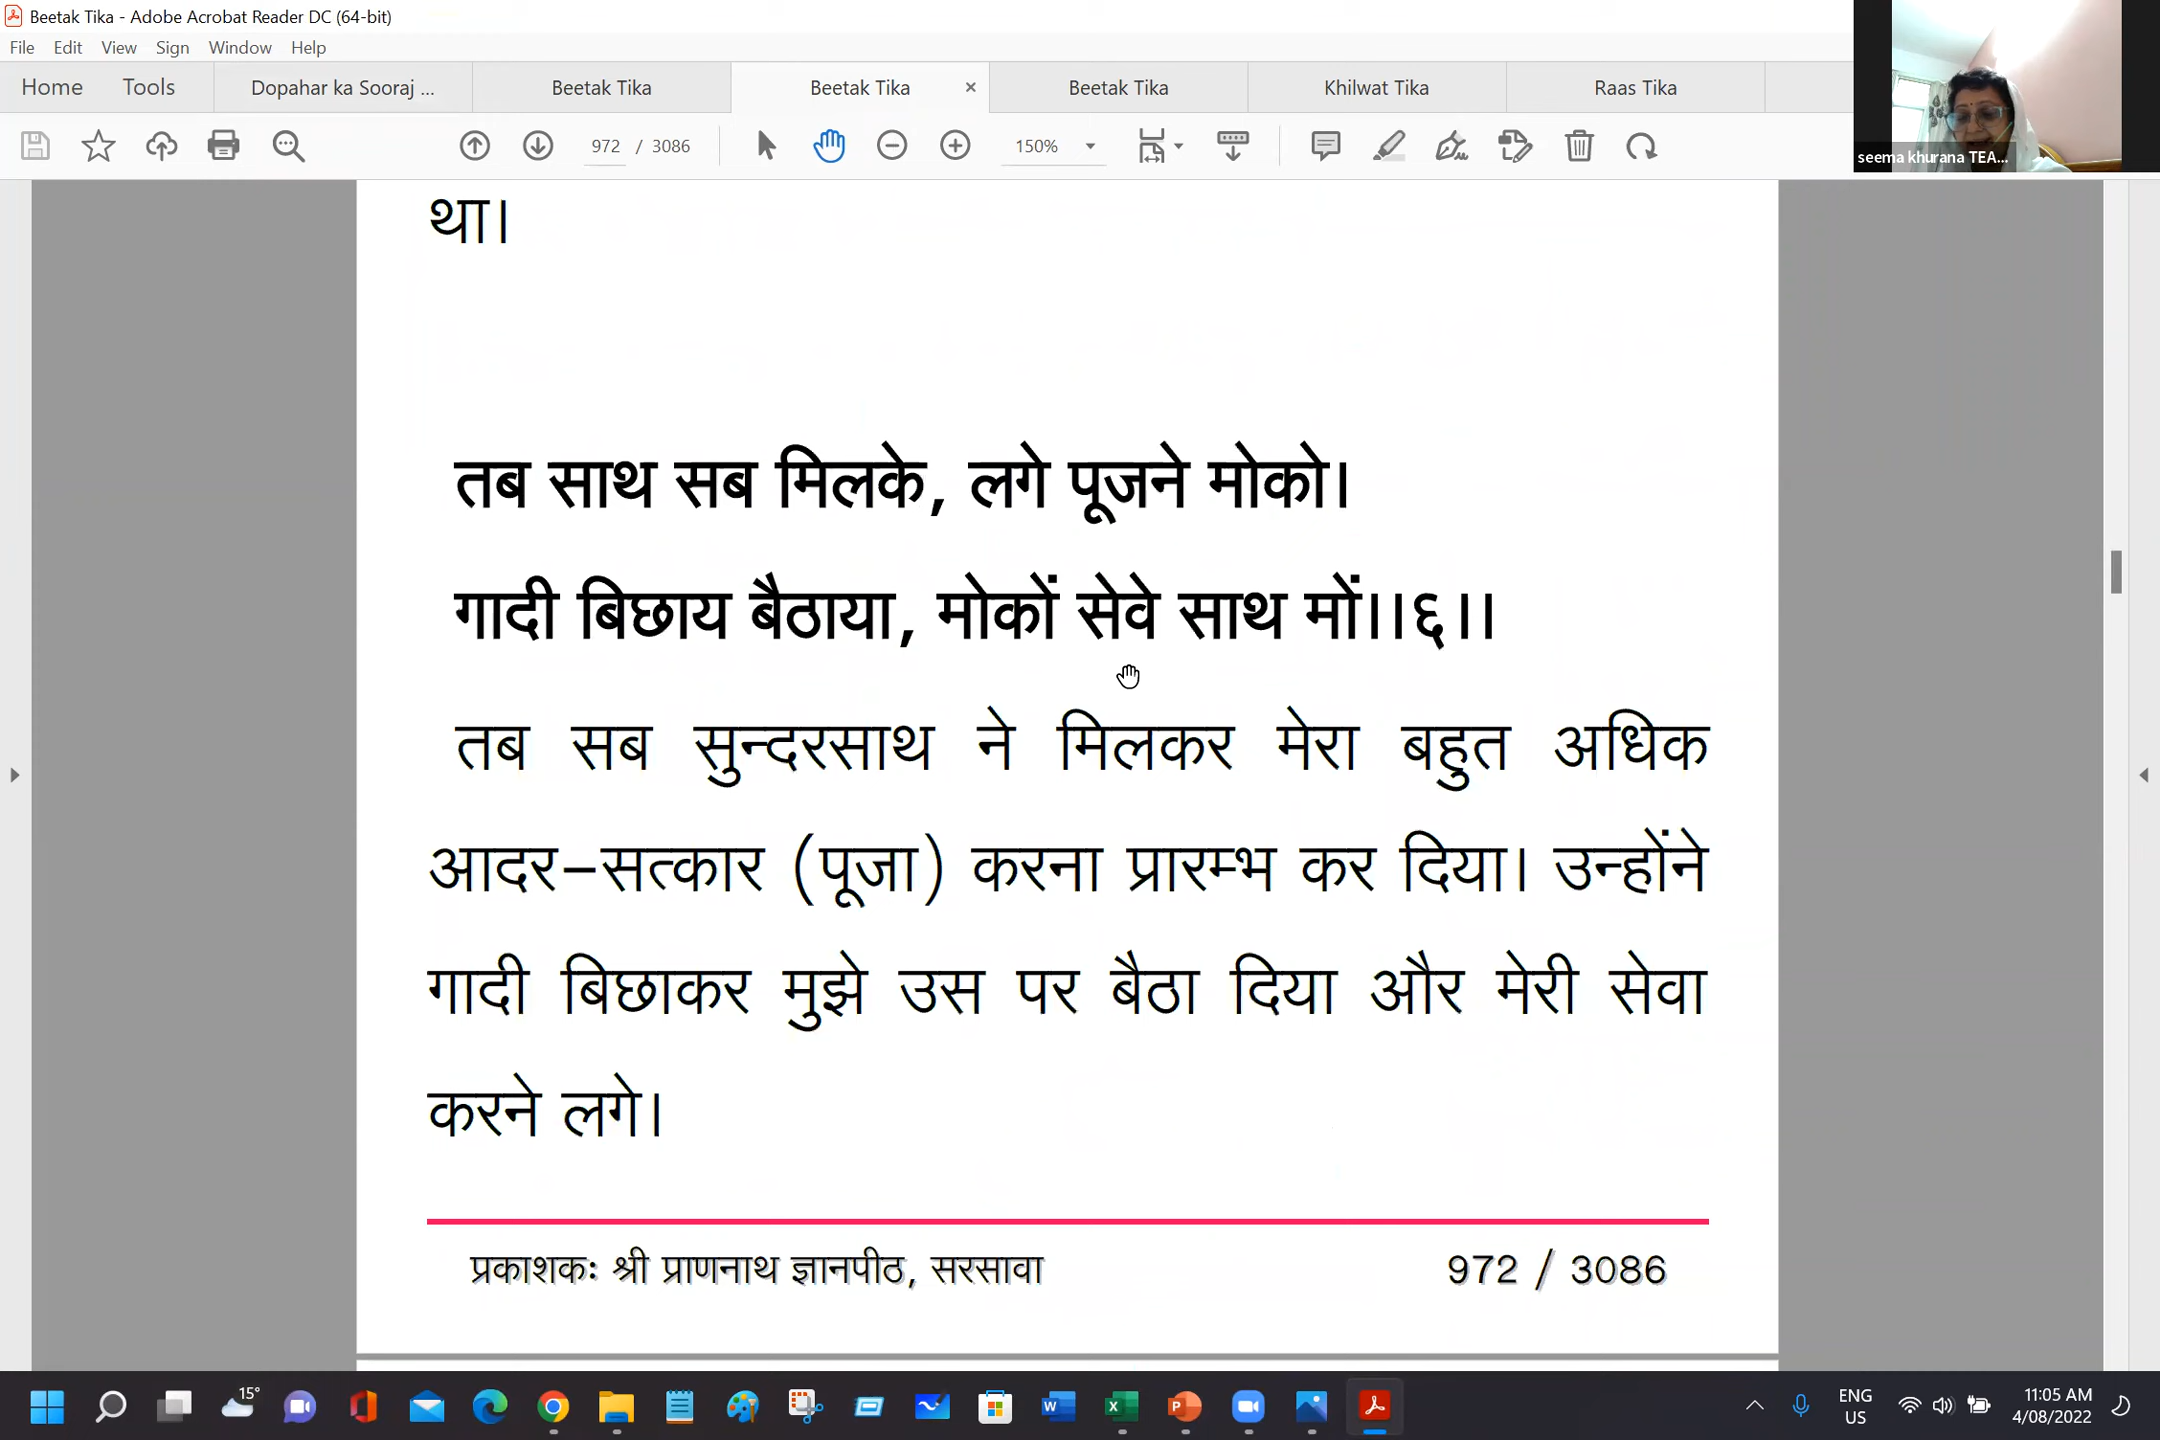 Beetak Tika - Adobe Acrobat Reader DC (64-bit)
File Edit View Sign Window Help
Home Tools Dopahar ka Sooraj ... Beetak Tika Beetak Tika × Beetak Tika Khilwat Tika Raas Tika
972 / 3086 150%
seema khurana TEA...
था।
तब साथ सब मिलके, लगे पूजने मोको।
गादी बिछाय बैठाया, मोकों सेवे साथ मों।।६।।
तब सब सुन्दरसाथ ने मिलकर मेरा बहुत अधिक
आदर-सत्कार (पूजा) करना प्रारम्भ कर दिया। उन्होंने
गादी बिछाकर मुझे उस पर बैठा दिया और मेरी सेवा
करने लगे।
प्रकाशकः श्री प्राणनाथ ज्ञानपीठ, सरसावा 972 / 3086
15°
ENG
US
11:05 AM
4/08/2022